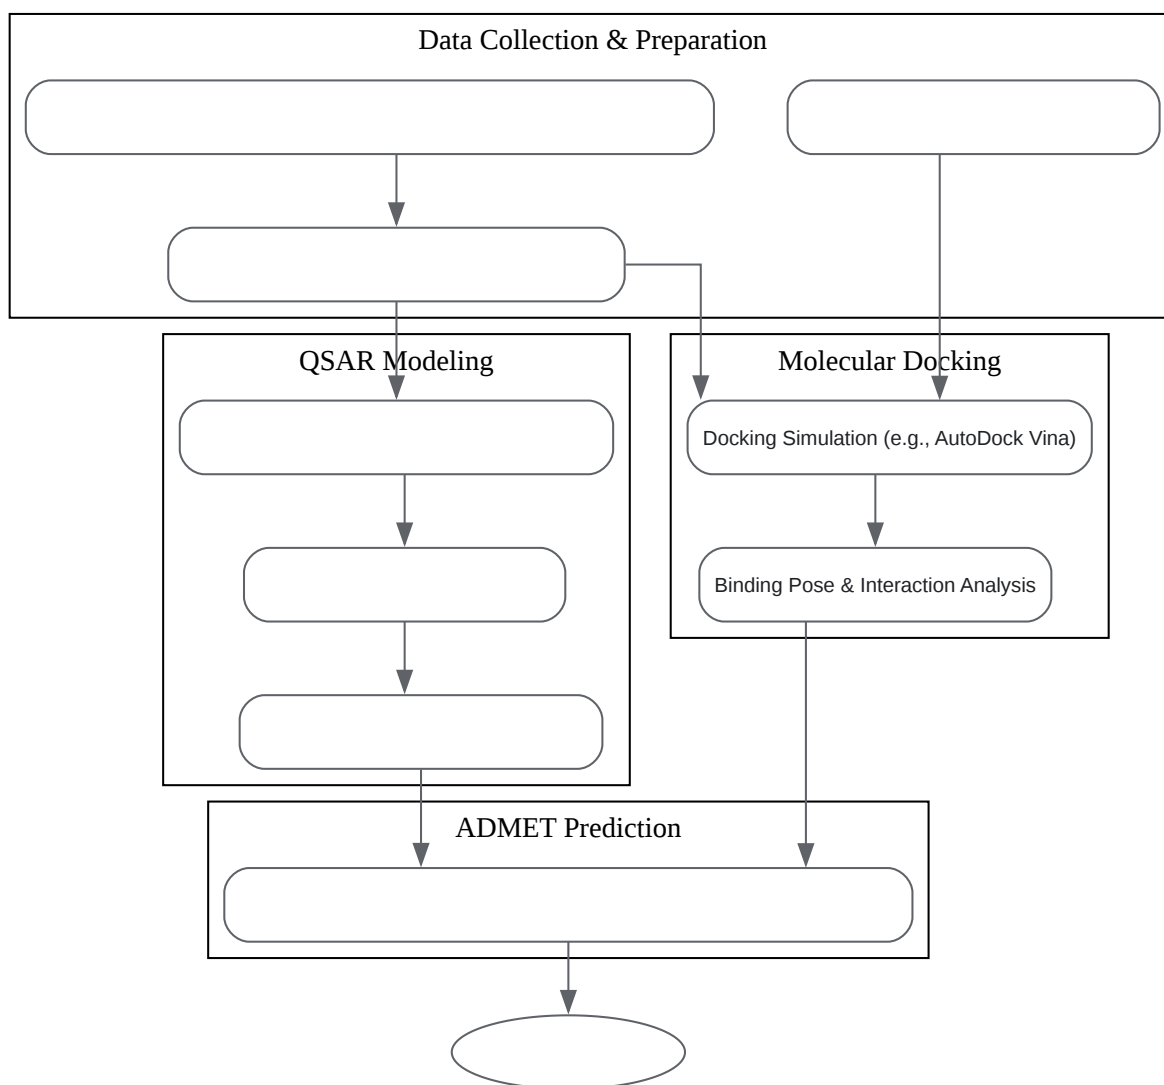 Data Collection & Preparation
QSAR Modeling
Molecular Docking
Docking Simulation (e.g., AutoDock Vina)
Binding Pose & Interaction Analysis
ADMET Prediction